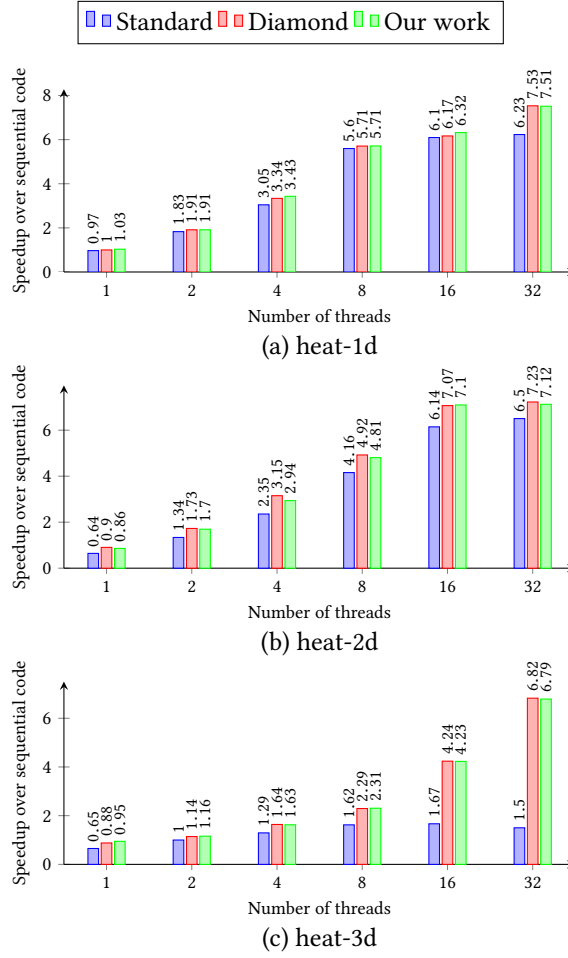 Standard Diamond Our work
Speedup over sequential code
8
6
4
2
0
0.97 1 1.03
1.83 1.91 1.91
3.05 3.34 3.43
5.6 5.71 5.71
6.1 6.17 6.32
6.23 7.53 7.51
1 2 4 8 16 32
Number of threads
(a) heat-1d
Speedup over sequential code
6
4
2
0
0.64 0.9 0.86
1.34 1.73 1.7
2.35 3.15 2.94
4.16 4.92 4.81
6.14 7.07 7.1
6.5 7.23 7.12
1 2 4 8 16 32
Number of threads
(b) heat-2d
Speedup over sequential code
6
4
2
0
0.65 0.88 0.95
1 1.14 1.16
1.29 1.64 1.63
1.62 2.29 2.31
1.67 4.24 4.23
1.5 6.82 6.79
1 2 4 8 16 32
Number of threads
(c) heat-3d